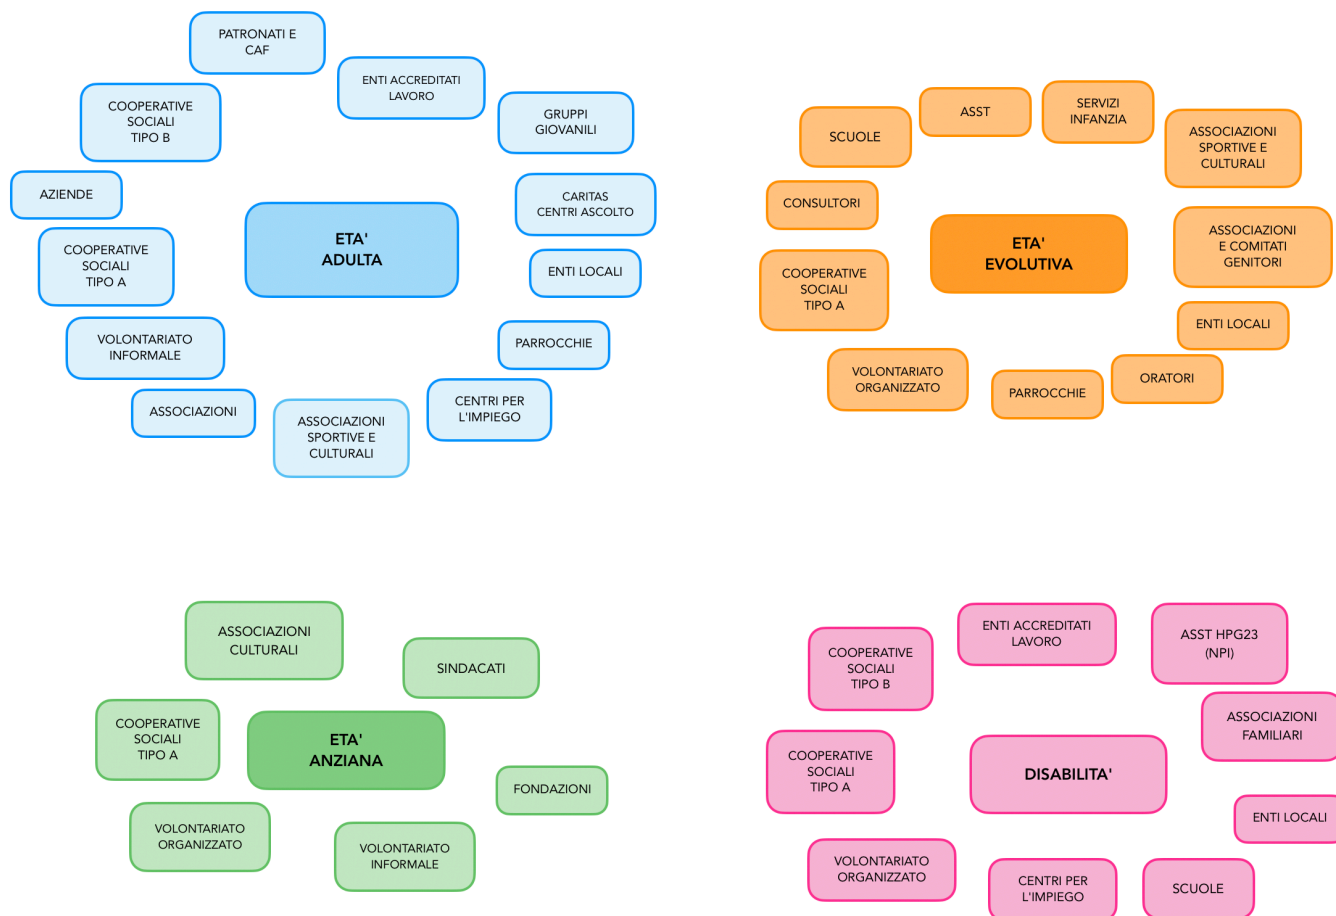 PATRONATI E
CAF
ENTI ACCREDITATI
LAVORO
GRUPPI
GIOVANILI
COOPERATIVE
SOCIALI
TIPO B
AZIENDE
CARITAS
CENTRI ASCOLTO
ETA'
ADULTA
COOPERATIVE
SOCIALI
TIPO A
ENTI LOCALI
VOLONTARIATO
INFORMALE
PARROCCHIE
ASSOCIAZIONI
ASSOCIAZIONI
SPORTIVE E
CULTURALI
CENTRI PER
L'IMPIEGO
SCUOLE
ASST
SERVIZI
INFANZIA
ASSOCIAZIONI
SPORTIVE E
CULTURALI
CONSULTORI
ETA'
EVOLUTIVA
ASSOCIAZIONI
E COMITATI
GENITORI
COOPERATIVE
SOCIALI
TIPO A
ENTI LOCALI
VOLONTARIATO
ORGANIZZATO
PARROCCHIE
ORATORI
ASSOCIAZIONI
CULTURALI
SINDACATI
COOPERATIVE
SOCIALI
TIPO A
ETA'
ANZIANA
FONDAZIONI
VOLONTARIATO
ORGANIZZATO
VOLONTARIATO
INFORMALE
ENTI ACCREDITATI
LAVORO
ASST HPG23
(NPI)
COOPERATIVE
SOCIALI
TIPO B
ASSOCIAZIONI
FAMILIARI
COOPERATIVE
SOCIALI
TIPO A
DISABILITA'
ENTI LOCALI
VOLONTARIATO
ORGANIZZATO
CENTRI PER
L'IMPIEGO
SCUOLE